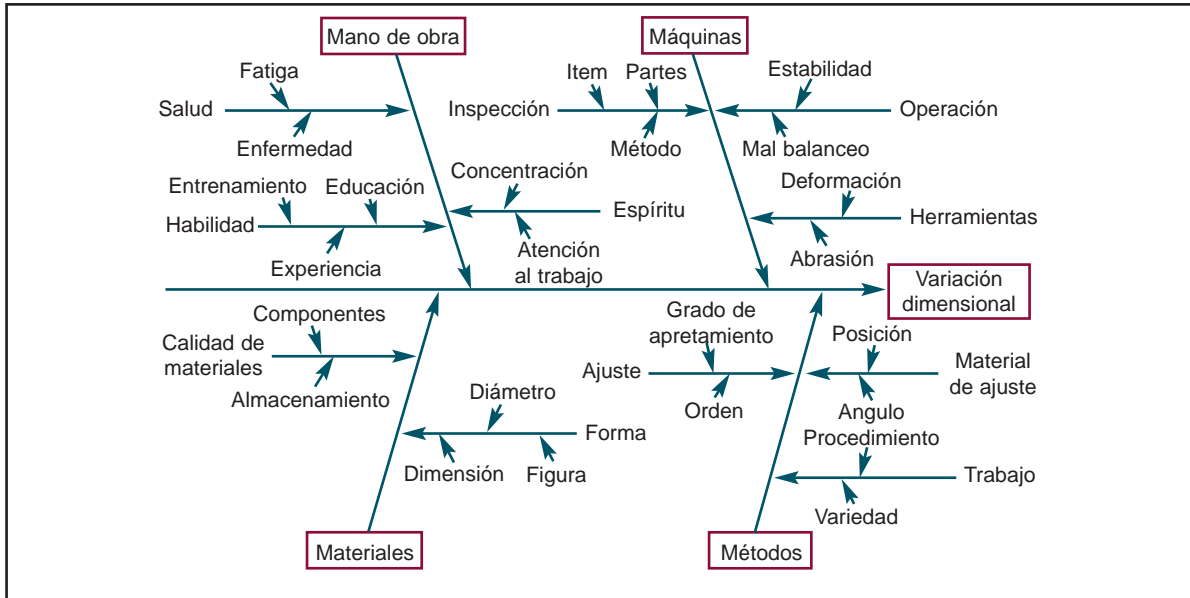 Mano de obra
Máquinas
Fatiga
Item
Partes
Estabilidad
Salud
Inspección
Operación
Enfermedad
Método
Mal balanceo
Entrenamiento
Educación
Concentración
Deformación
Habilidad
Espíritu
Herramientas
Experiencia
Atención
al trabajo
Abrasión
Variación
dimensional
Componentes
Grado de
apretamiento
Posición
Calidad de
materiales
Ajuste
Material
de ajuste
Almacenamiento
Diámetro
Orden
Angulo
Forma
Procedimiento
Dimensión
Figura
Trabajo
Variedad
Materiales
Métodos